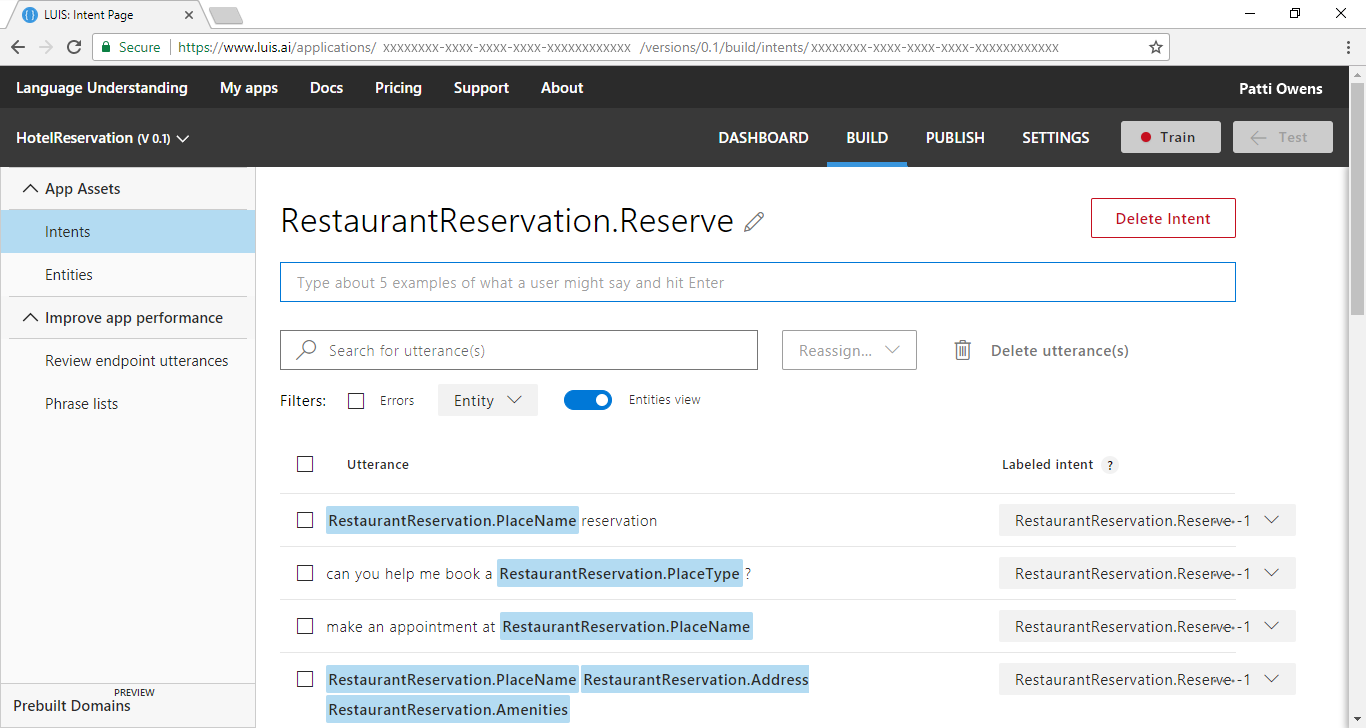 LUIS: Intent Page
Secure https://www.luis.ai/applications/ xxxxxxxx-xxxx-xxxx-xxxx-xxxxxxxxxxxx /versions/0.1/build/intents/xxxxxxxx-xxxx-xxxx-xxxx-xxxxxxxxxxxx
Language Understanding My apps Docs Pricing Support About Patti Owens
HotelReservation (V 0.1) DASHBOARD BUILD PUBLISH SETTINGS Train Test
App Assets
Intents
Entities
Improve app performance
Review endpoint utterances
Phrase lists
PREVIEW
Prebuilt Domains
RestaurantReservation.Reserve Delete Intent
Type about 5 examples of what a user might say and hit Enter
Search for utterance(s) Reassign... Delete utterance(s)
Filters: Errors Entity Entities view
Utterance Labeled intent ?
RestaurantReservation.PlaceName reservation RestaurantReservation.Reserve -1
can you help me book a RestaurantReservation.PlaceType ? RestaurantReservation.Reserve -1
make an appointment at RestaurantReservation.PlaceName RestaurantReservation.Reserve -1
RestaurantReservation.PlaceName RestaurantReservation.Address RestaurantReservation.Reserve -1
RestaurantReservation.Amenities